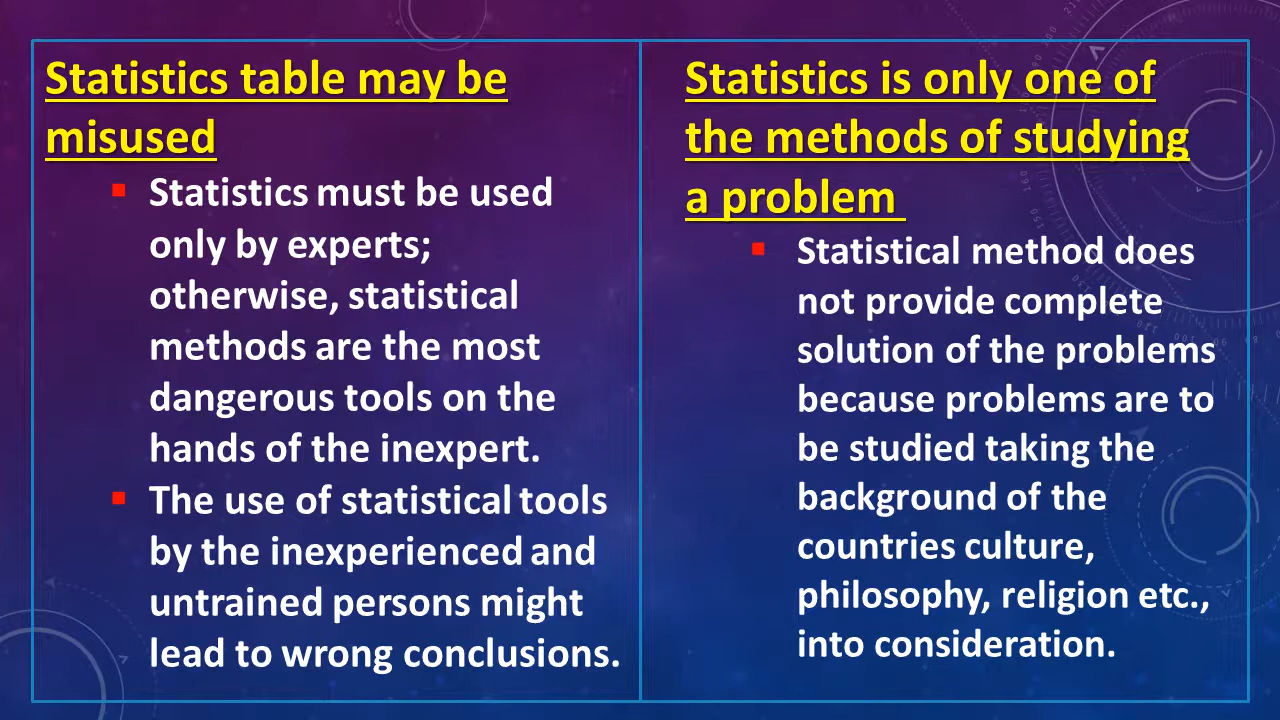 Statistics table may be
misused
Statistics must be used
only by experts;
otherwise, statistical
methods are the most
dangerous tools on the
hands of the inexpert.
The use of statistical tools
by the inexperienced and
untrained persons might
lead to wrong conclusions.
Statistics is only one of
the methods of studying
a problem
Statistical method does
not provide complete
solution of the problems
because problems are to
be studied taking the
background of the
countries culture,
philosophy, religion etc.,
into consideration.